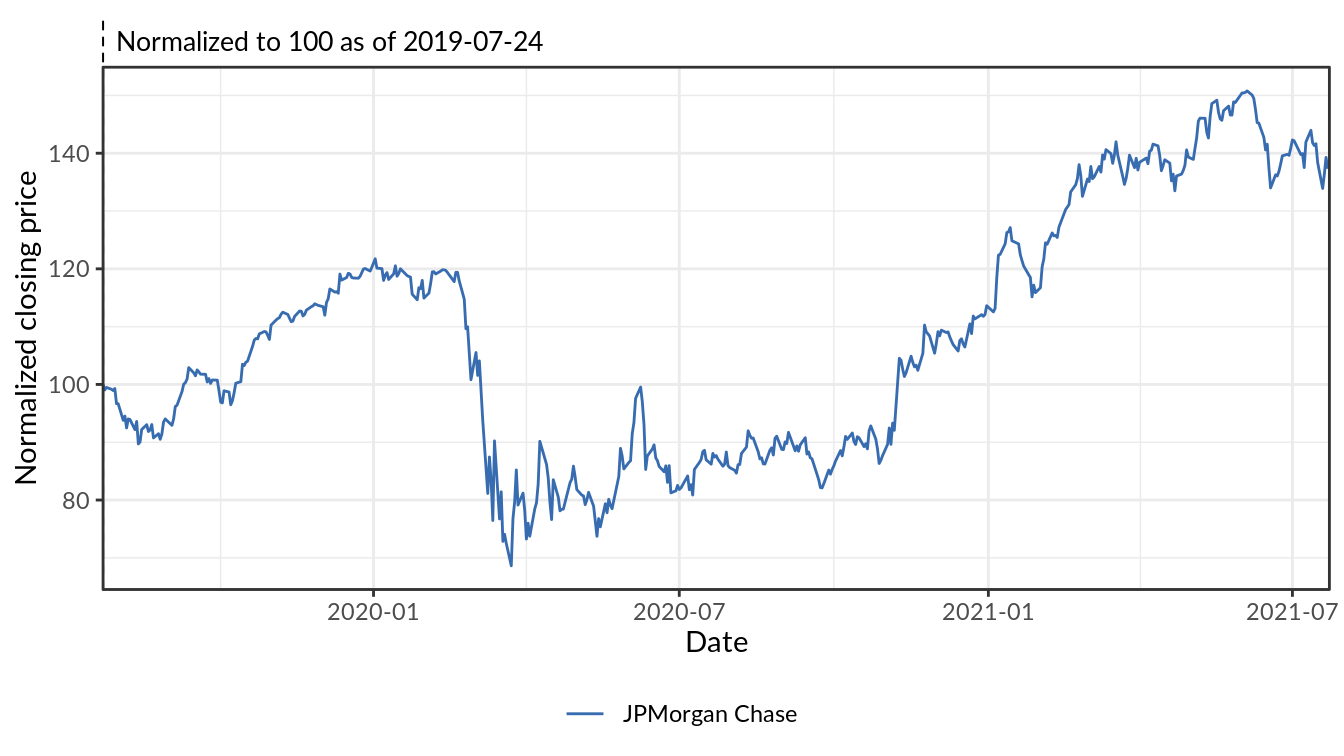 Normalized to 100 as of 2019-07-24
Normalized closing price
140
120
100
80
2020-01
2020-07
2021-01
2021-07
Date
JPMorgan Chase